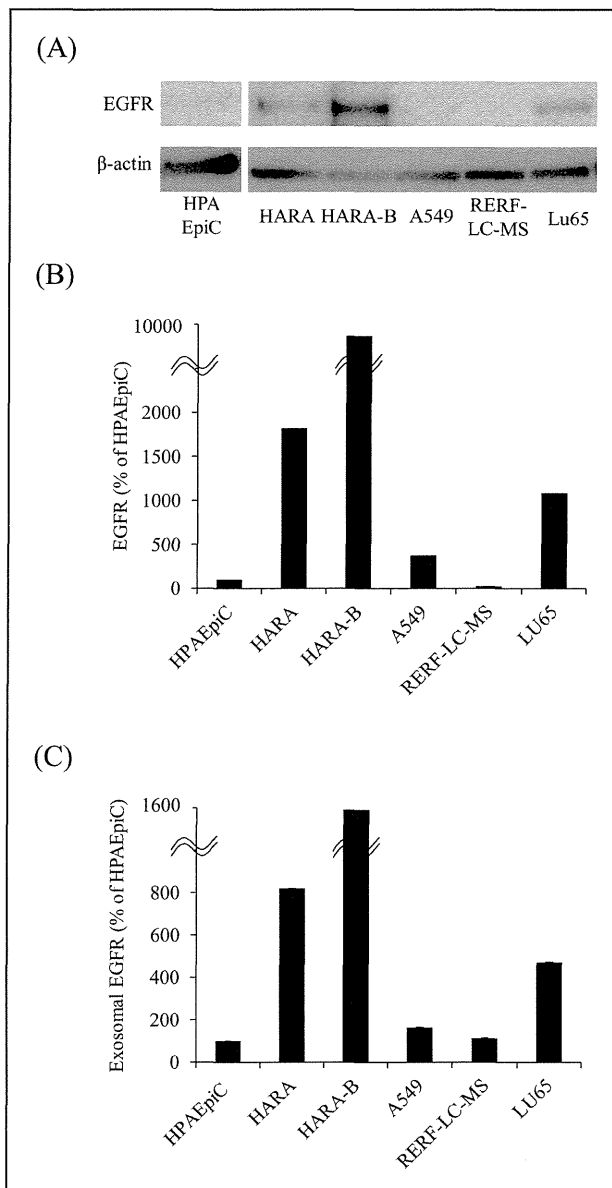 (A)
EGFR
β-actin
HPA
EpiC
HARA
HARA-B
A549
RERF-
LC-MS
Lu65
(B)
EGFR (% of HPAEpiC)
10000
2000
1500
1000
500
0
HPAEpiC
HARA
HARA-B
A549
RERF-LC-MS
LU65
(C)
Exosomal EGFR (% of HPAEpiC)
1600
800
600
400
200
0
HPAEpiC
HARA
HARA-B
A549
RERF-LC-MS
LU65